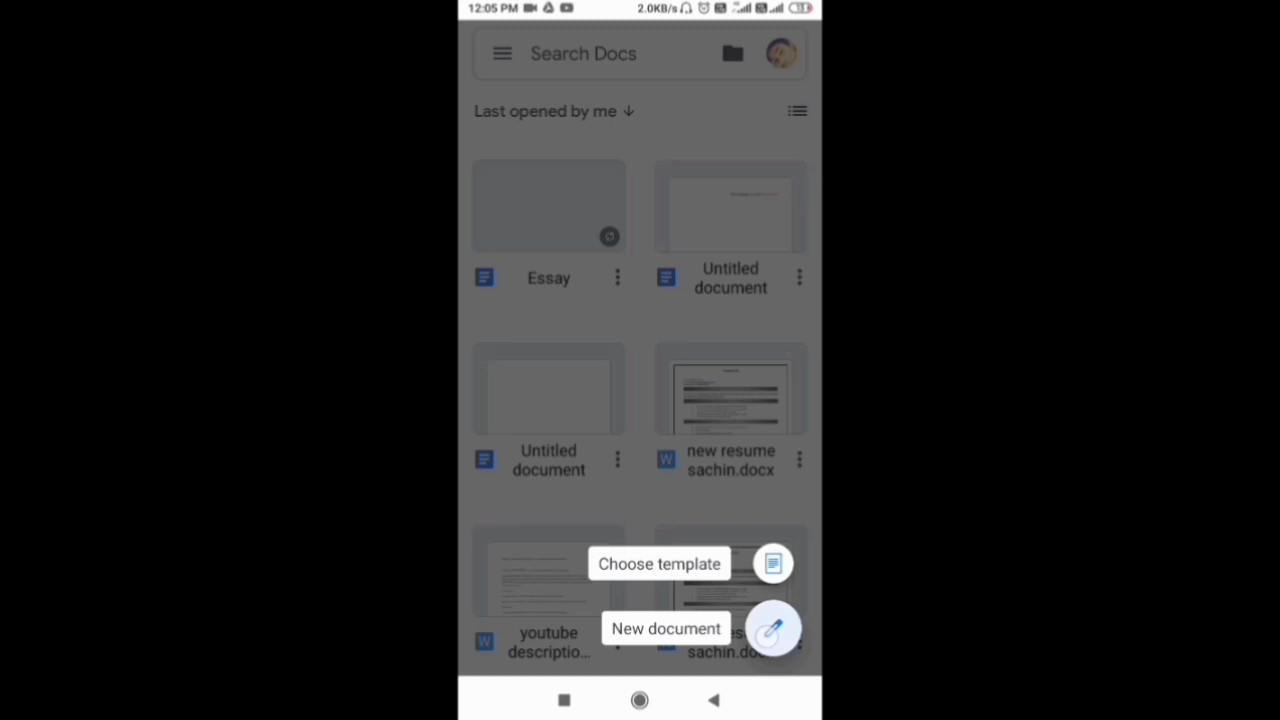 12:05 PM 2.0KB/s
Search Docs
Last opened by me ↓
Essay
Untitled
document
Untitled
document
new resume
sachin.docx
Choose template
New document
youtube
descriptio...
sachin.do